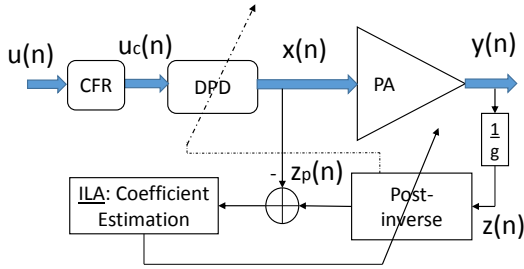 u(n)
CFR
uc(n)
DPD
x(n)
PA
y(n)
1
g
z(n)
Post-
inverse
zp(n)
-
ILA: Coefficient
Estimation